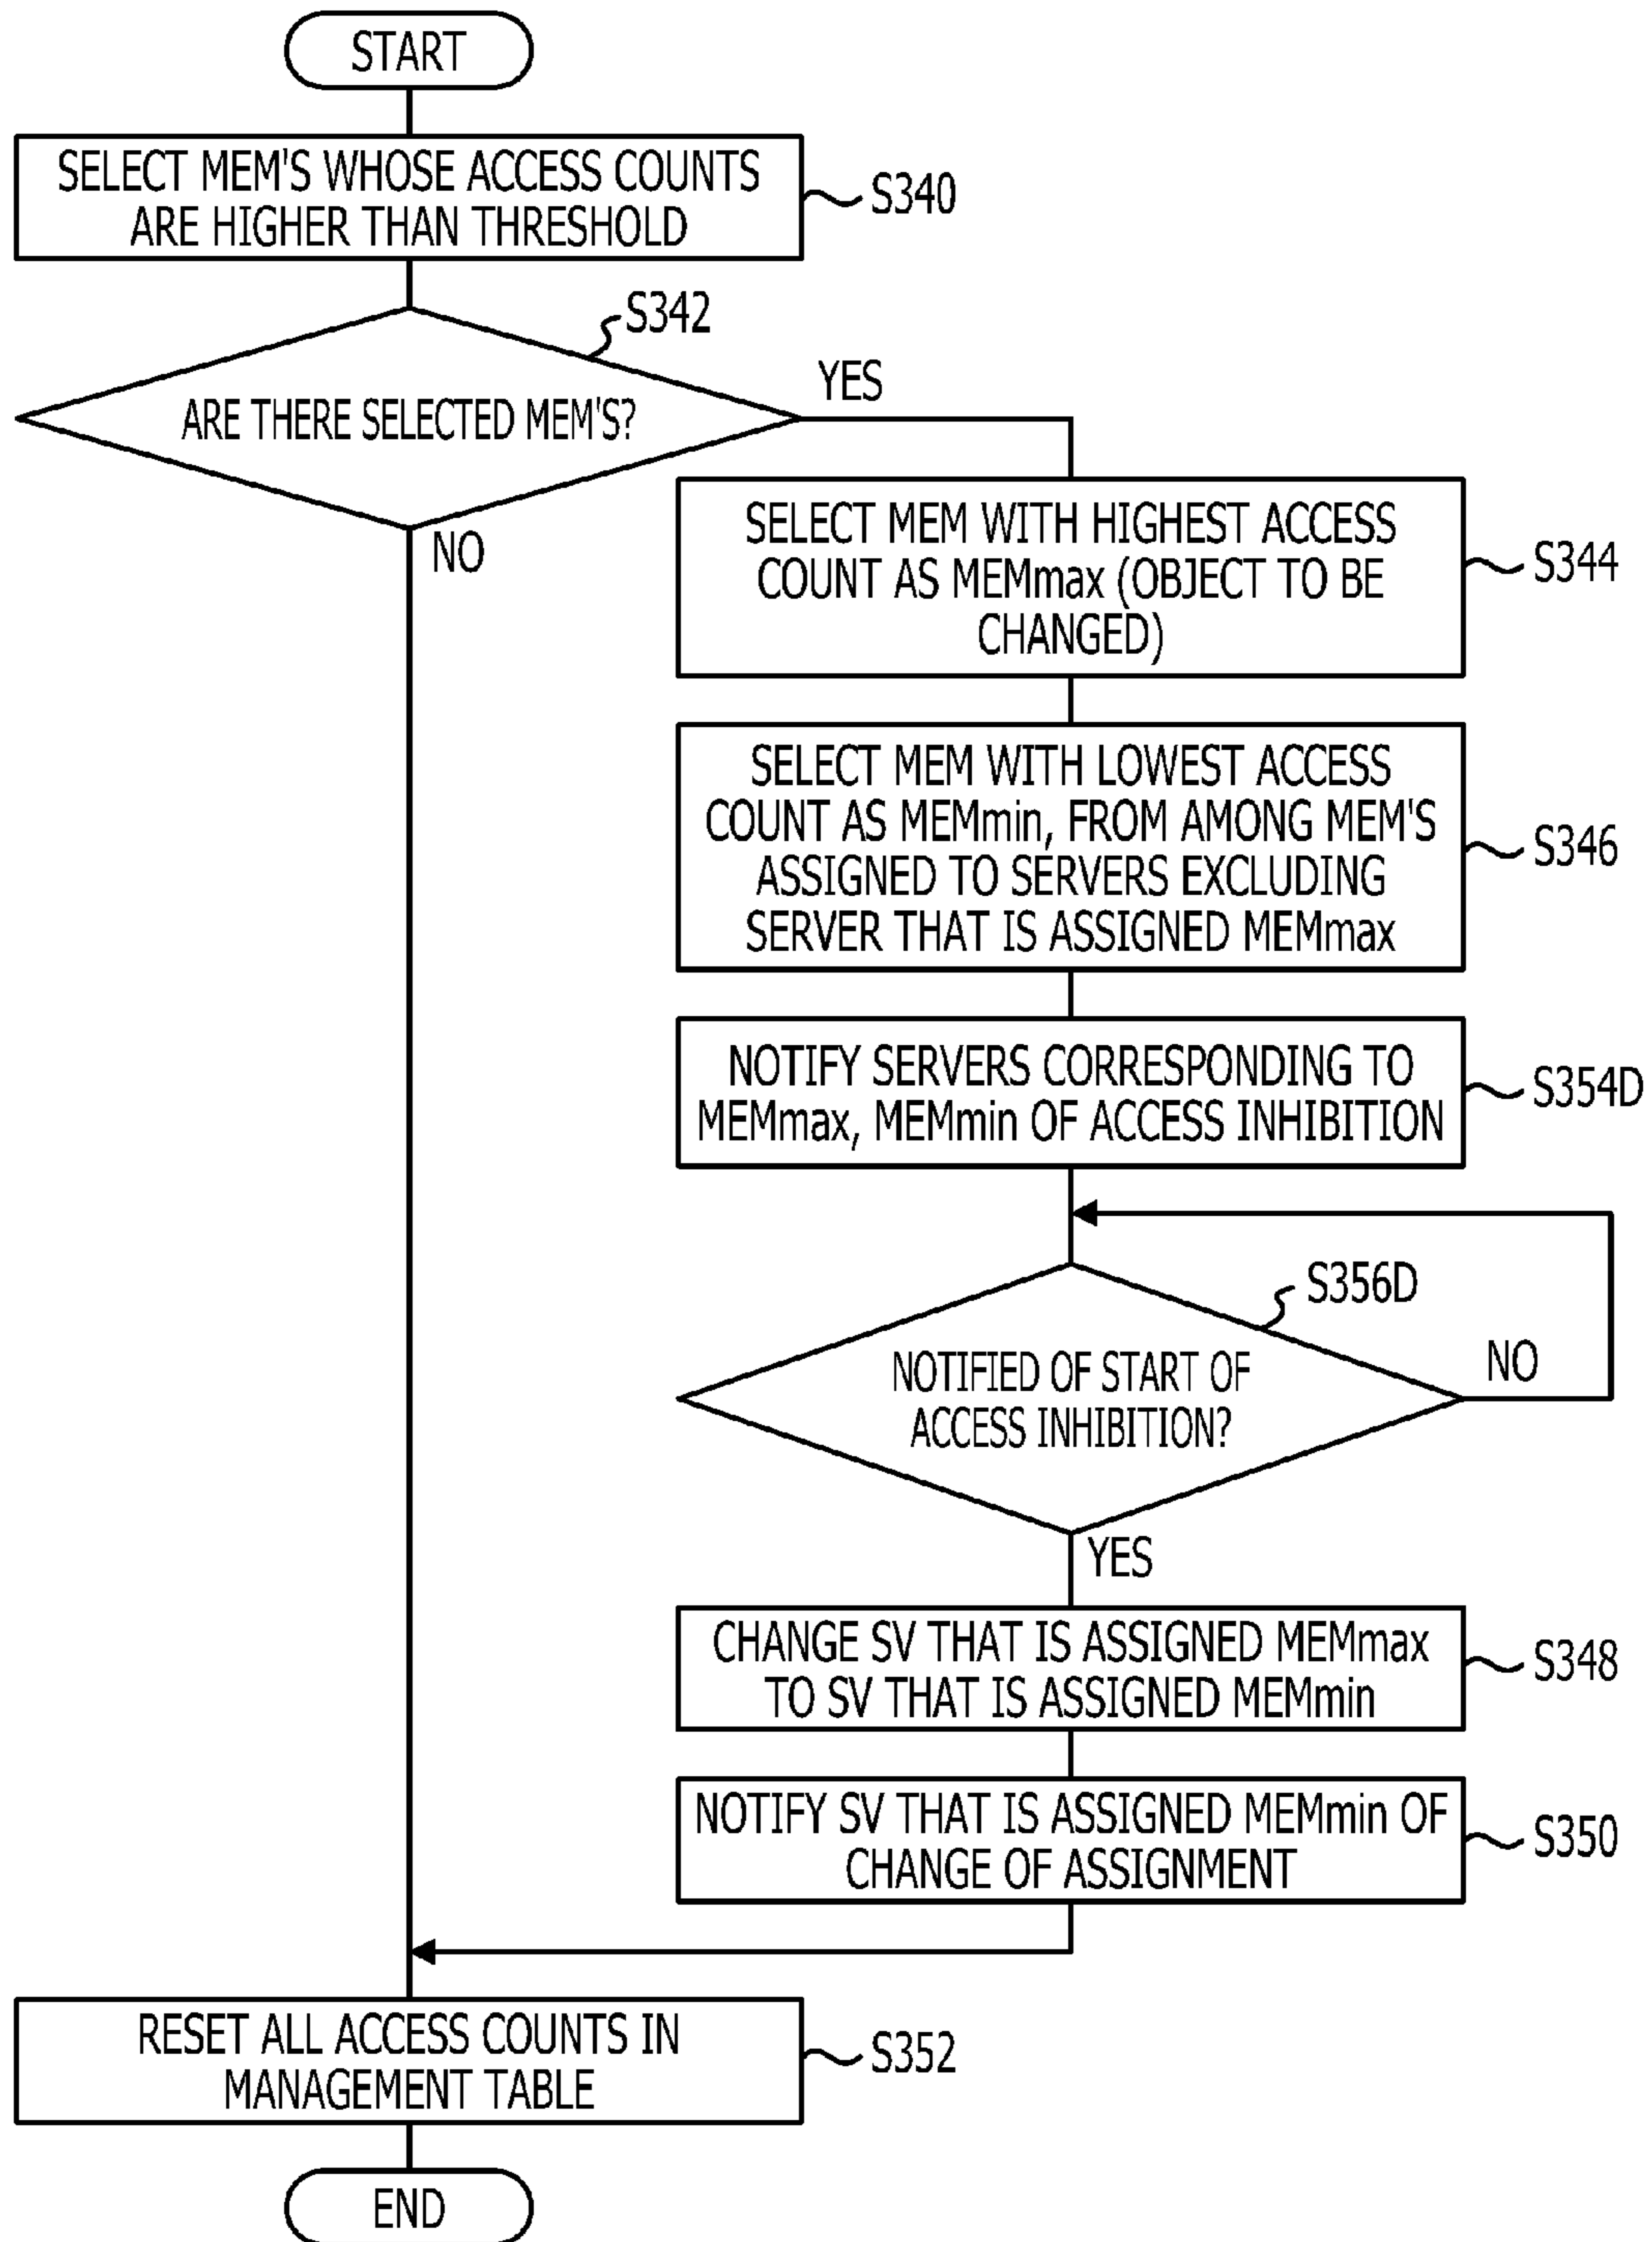 START
SELECT MEM'S WHOSE ACCESS COUNTS
ARE HIGHER THAN THRESHOLD
S340
S342
ARE THERE SELECTED MEM'S?
YES
NO
SELECT MEM WITH HIGHEST ACCESS
COUNT AS MEMmax (OBJECT TO BE
CHANGED)
S344
SELECT MEM WITH LOWEST ACCESS
COUNT AS MEMmin, FROM AMONG MEM'S
ASSIGNED TO SERVERS EXCLUDING
SERVER THAT IS ASSIGNED MEMmax
S346
NOTIFY SERVERS CORRESPONDING TO
MEMmax, MEMmin OF ACCESS INHIBITION
S354D
S356D
NOTIFIED OF START OF
ACCESS INHIBITION?
NO
YES
CHANGE SV THAT IS ASSIGNED MEMmax
TO SV THAT IS ASSIGNED MEMmin
S348
NOTIFY SV THAT IS ASSIGNED MEMmin OF
CHANGE OF ASSIGNMENT
S350
RESET ALL ACCESS COUNTS IN
MANAGEMENT TABLE
S352
END